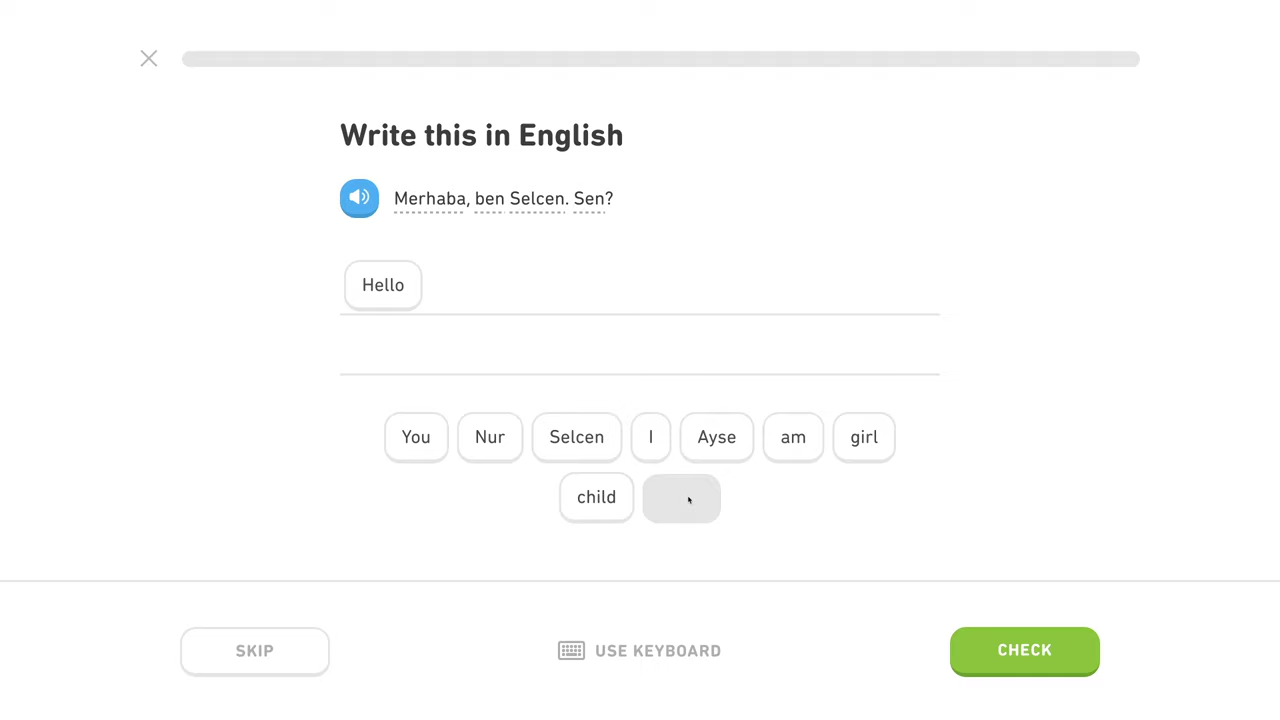 Write this in English
Merhaba, ben Selcen. Sen?
Hello
You Nur Selcen I Ayse am girl
child
SKIP USE KEYBOARD CHECK